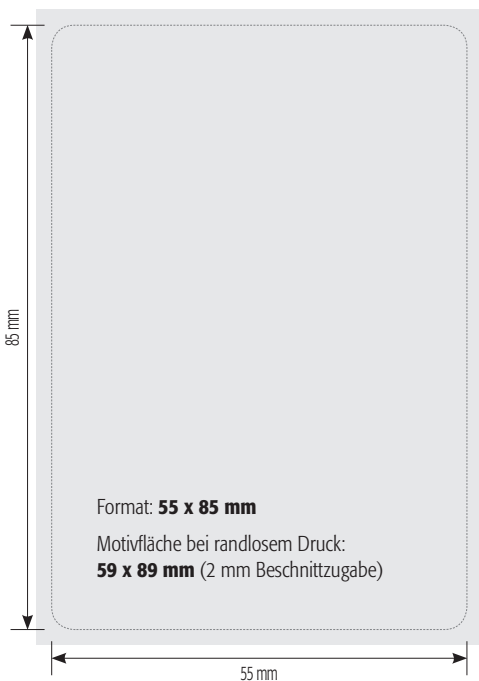 85 mm
Format: 55 x 85 mm
Motivfläche bei randlosem Druck:
59 x 89 mm (2 mm Beschnittzugabe)
55 mm